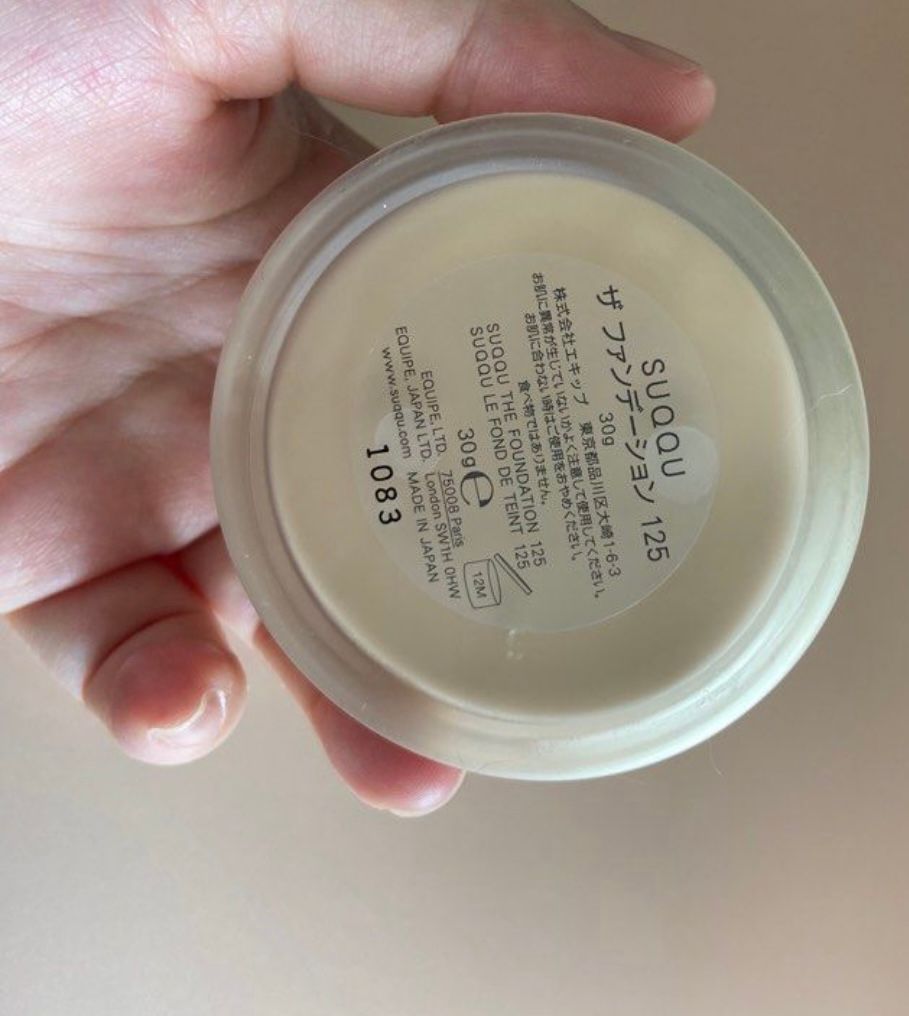 SUQQU
ザ ファンデーション 125
30g
株式会社エキップ 東京都品川区大崎1-6-3
お肌に異常が生じていないかよく注意して使用してください。
お肌に合わない時はご使用をおやめください。
食べ物ではありません。
SUQQU THE FOUNDATION 125
SUQQU LE FOND DE TEINT 125
30g ℮
12M
EQUIPE, LTD. 75008 Paris
EQUIPE, JAPAN LTD. London SW1H 0HW
www.suqqu.com MADE IN JAPAN
1083